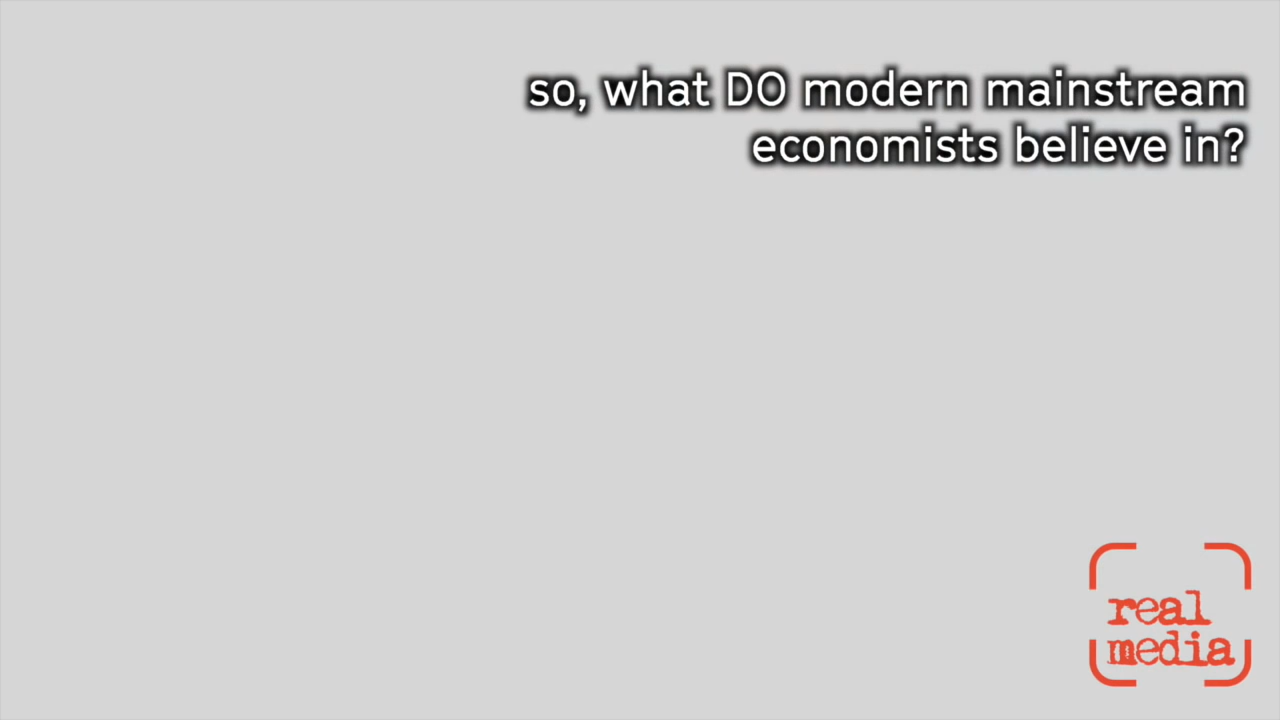 so, what DO modern mainstream
economists believe in?
real
media